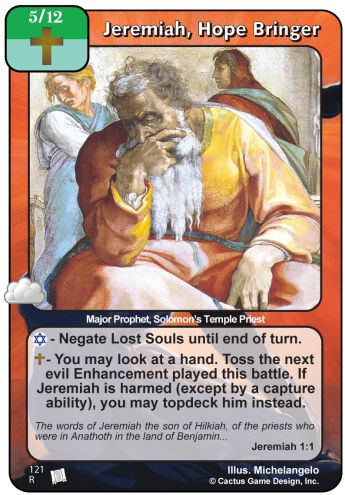 5/12
Jeremiah, Hope Bringer
Major Prophet, Solomon's Temple Priest
- Negate Lost Souls until end of turn.
- You may look at a hand. Toss the next
evil Enhancement played this battle. If
Jeremiah is harmed (except by a capture
ability), you may topdeck him instead.
The words of Jeremiah the son of Hilkiah, of the priests who
were in Anathoth in the land of Benjamin...
Jeremiah 1:1
121
R
Illus. Michelangelo
© Cactus Game Design, Inc.